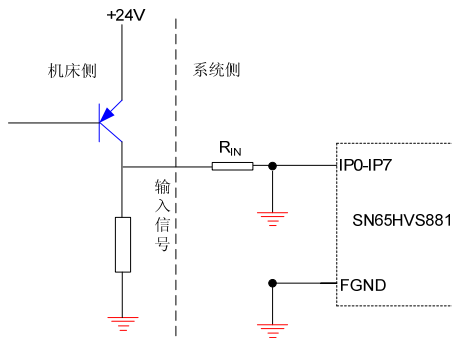 +24V
机床侧
系统侧
RIN
IP0-IP7
输入信号
SN65HVS881
FGND